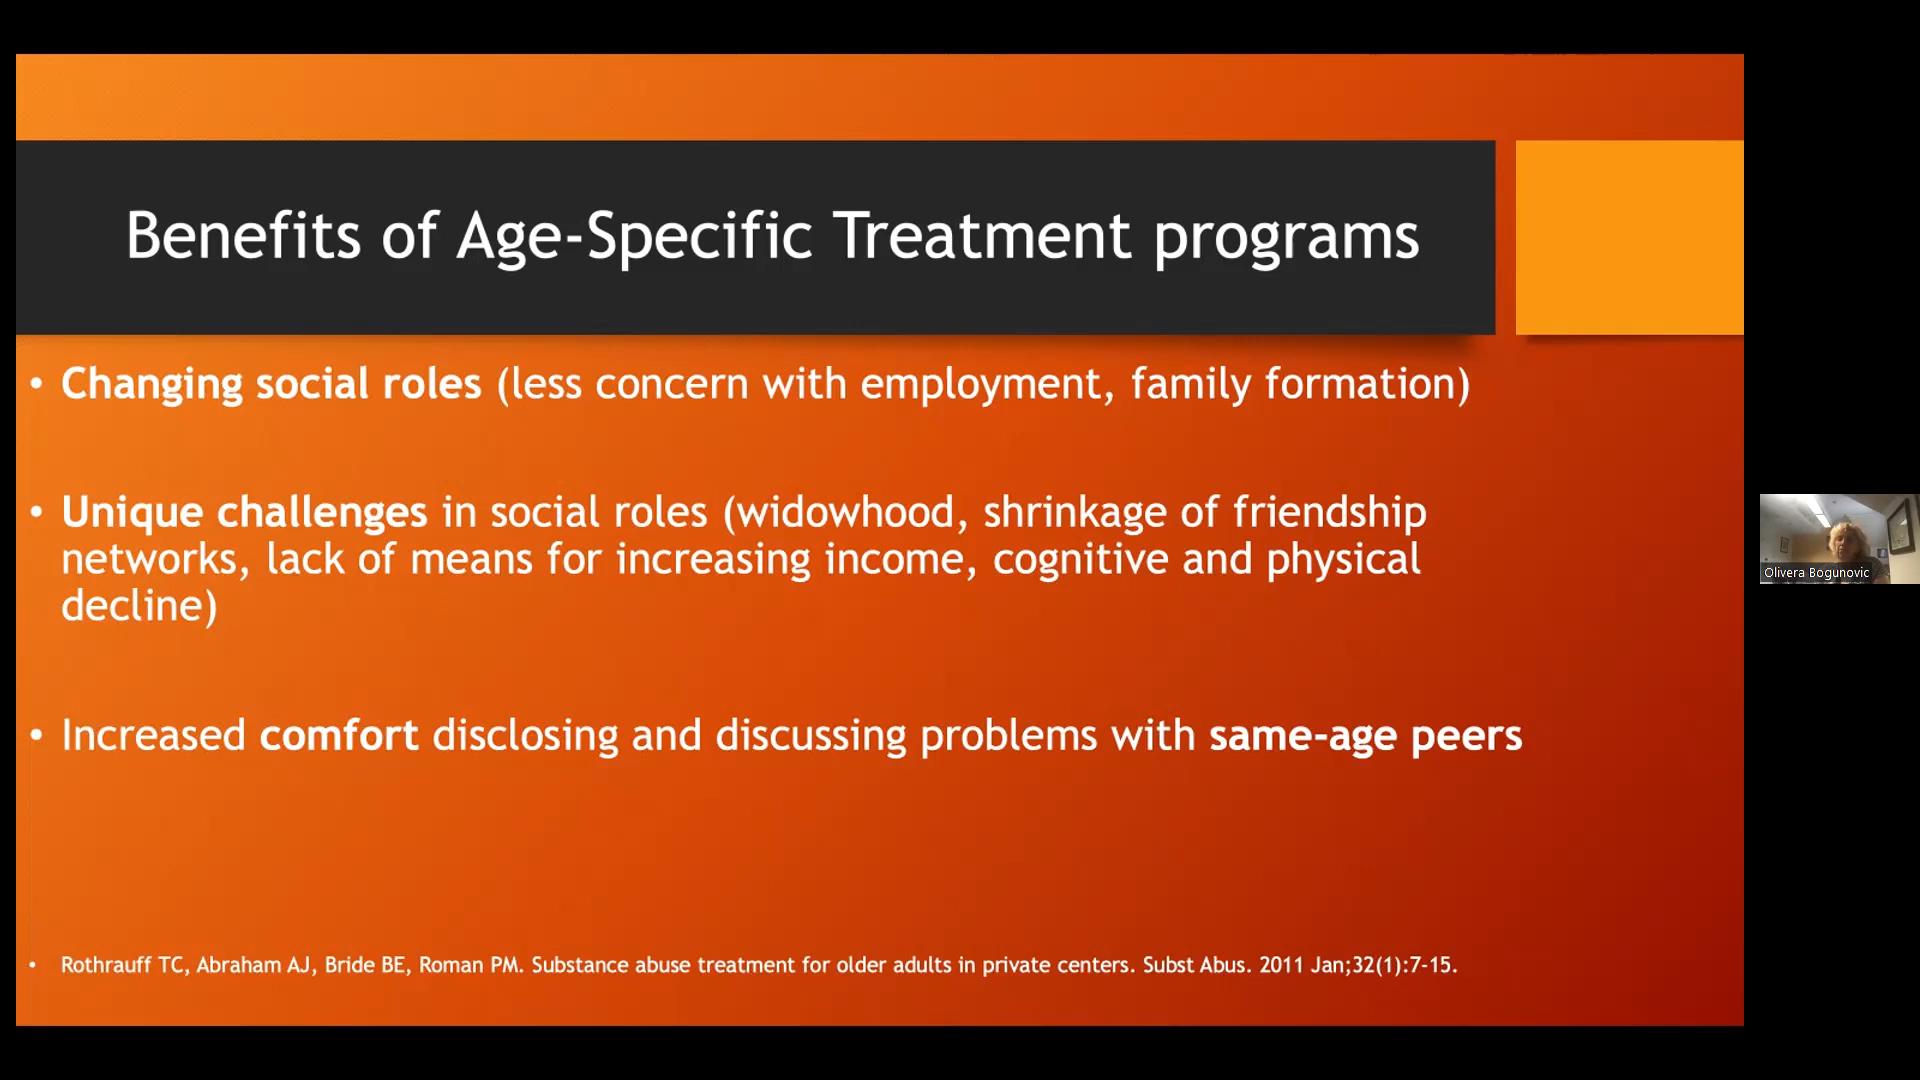 Benefits of Age-Specific Treatment programs
• Changing social roles (less concern with employment, family formation)
• Unique challenges in social roles (widowhood, shrinkage of friendship
networks, lack of means for increasing income, cognitive and physical
decline)
• Increased comfort disclosing and discussing problems with same-age peers
• Rothrauff TC, Abraham AJ, Bride BE, Roman PM. Substance abuse treatment for older adults in private centers. Subst Abus. 2011 Jan;32(1):7-15.
Olivera Bogunovic